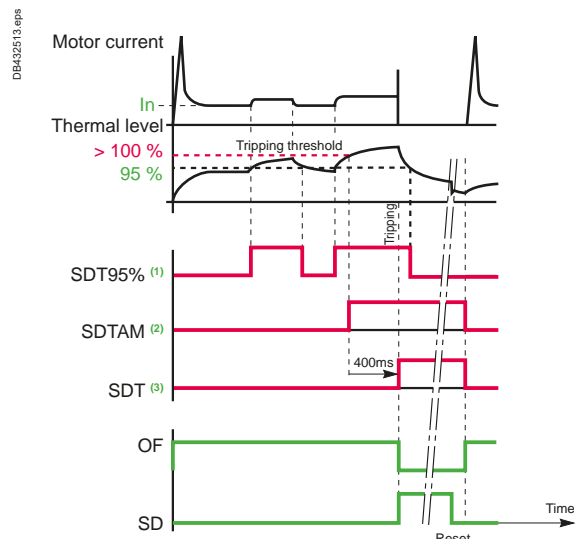 DB432513.eps
Motor current
In
Thermal level
> 100 %
Tripping threshold
95 %
Tripping
SDT95% (1)
SDTAM (2)
400ms
SDT (3)
OF
Time
SD
Reset